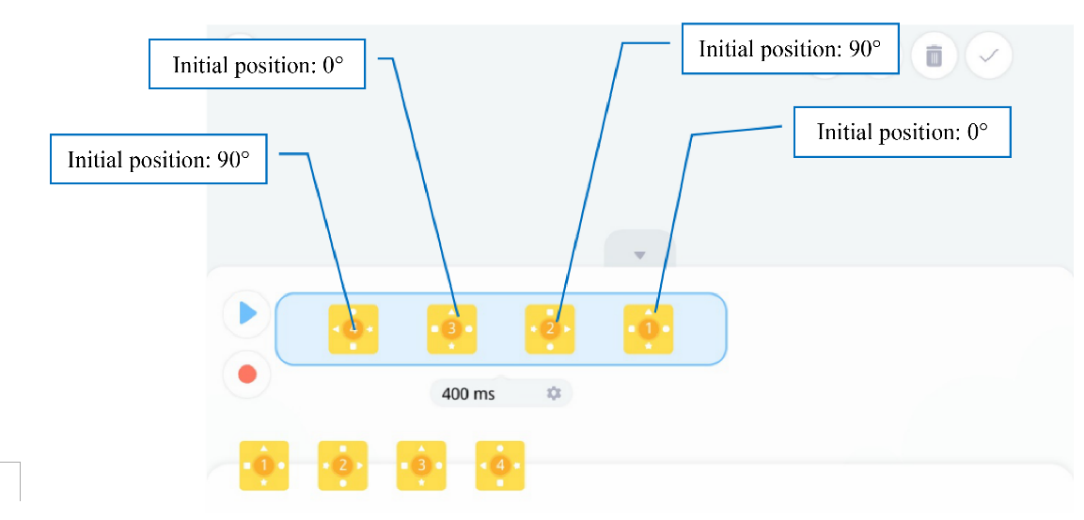 Initial position: 0°
Initial position: 90°
Initial position: 0°
Initial position: 90°
4 3 2 1
400 ms
1 2 3 4